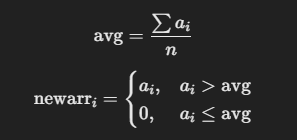 avg = ∑ aᵢ / n
newarrᵢ = { aᵢ, aᵢ > avg
0, aᵢ ≤ avg